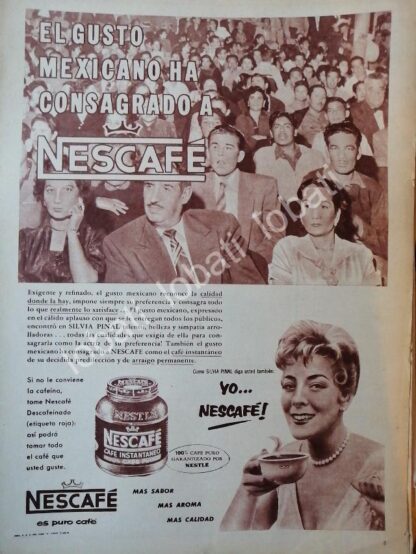 EL GUSTO
MEXICANO HA
CONSAGRADO A
NESCAFÉ
Exigente y refinado, el gusto mexicano reconoce la calidad
donde la hay, impone siempre su preferencia y consagra todo
lo que realmente lo satisface... El gusto mexicano, expresado
en el cálido aplauso con que se le entregan todos los públicos,
encontró en SILVIA PINAL talento, belleza y simpatía arro-
lladoras... ¡todas las cualidades que exigía de ella para con-
sagrarla como la actriz de su preferencia! También el gusto
mexicano ha consagrado a NESCAFÉ como el café instantáneo
de su decidida predilección y de arraigo permanente.
Como SILVIA PINAL diga usted también:
YO...
NESCAFÉ!
Si no le conviene
la cafeína,
tome Nescafé
Descafeinado
(etiqueta roja):
así podrá
tomar todo
el café que
usted guste.
NESTLÉ
NESCAFÉ
CAFE INSTANTANEO
100% CAFE PURO
GARANTIZADO POR
NESTLÉ
NESCAFÉ
es puro café
MAS SABOR
MAS AROMA
MAS CALIDAD